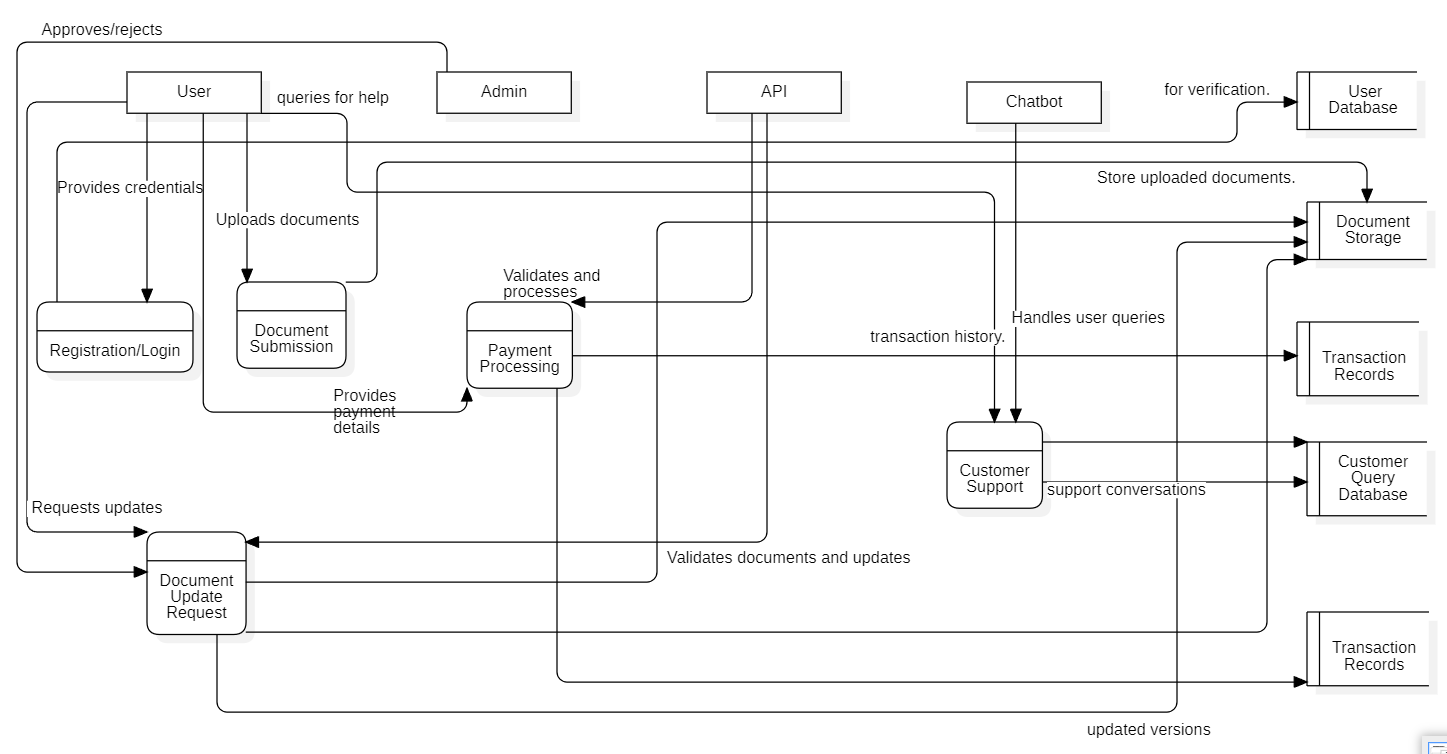 Approves/rejects
User
queries for help
Admin
API
Chatbot
for verification.
User
Database
Provides credentials
Store uploaded documents.
Uploads documents
Document
Storage
Validates and
processes
Handles user queries
transaction history.
Registration/Login
Document
Submission
Payment
Processing
Transaction
Records
Provides
payment
details
Customer
Support
support conversations
Customer
Query
Database
Requests updates
Validates documents and updates
Document
Update
Request
Transaction
Records
updated versions